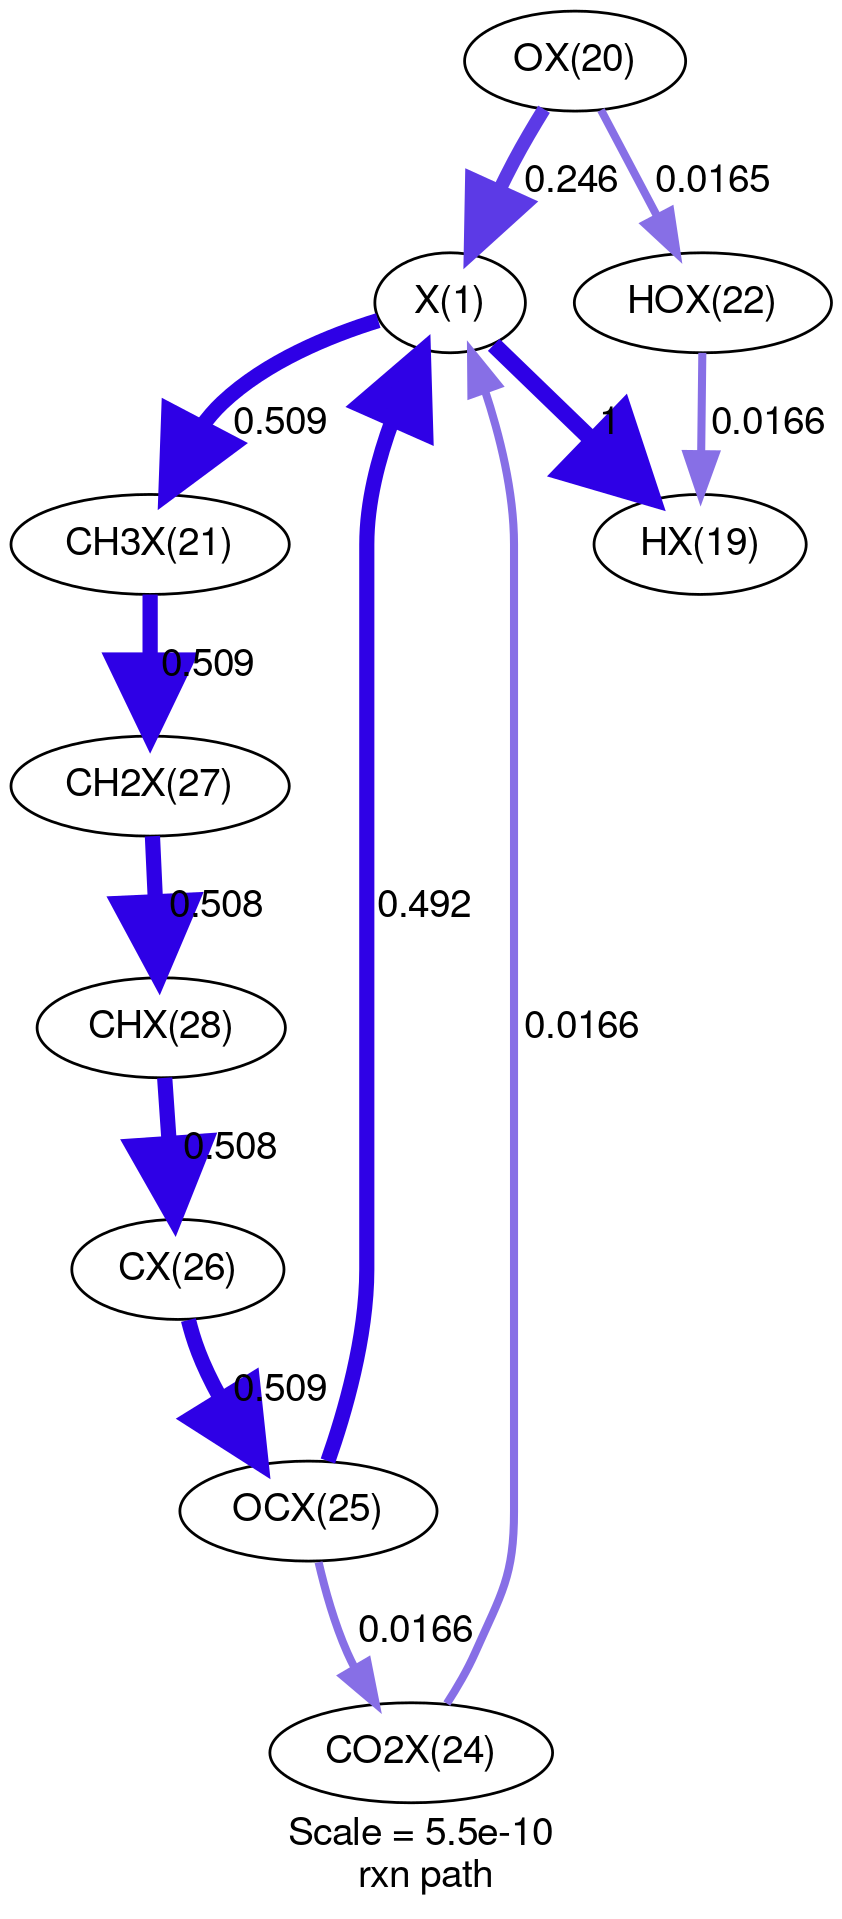 OX(20)
0.246
0.0165
X(1)
HOX(22)
0.509
1
0.0166
CH3X(21)
HX(19)
0.509
CH2X(27)
0.508
0.492
CHX(28)
0.0166
0.508
CX(26)
0.509
OCX(25)
0.0166
CO2X(24)
Scale = 5.5e-10
rxn path